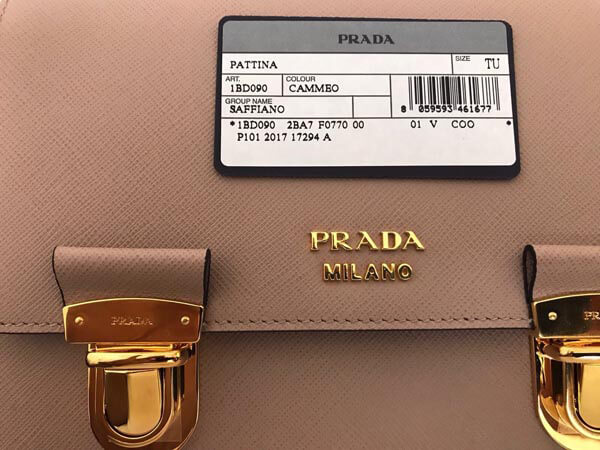 PRADA
PATTINA
SIZE TU
ART. COLOUR
1BD090 CAMMEO
GROUP NAME
SAFFIANO
8 059593 461677
*1BD090 2BA7 F0770 00 01 V COO *
P101 2017 17294 A
PRADA
MILANO
PRADA
PRADA